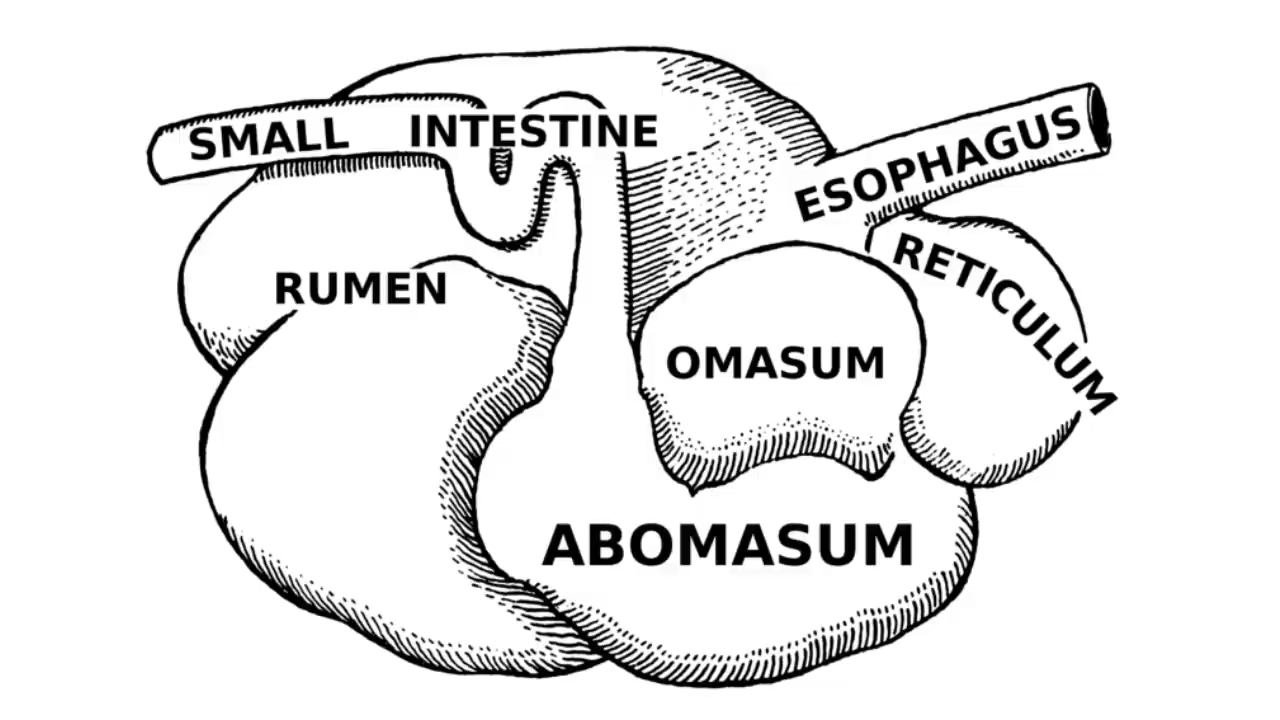 SMALL INTESTINE
ESOPHAGUS
RETICULUM
RUMEN
OMASUM
ABOMASUM